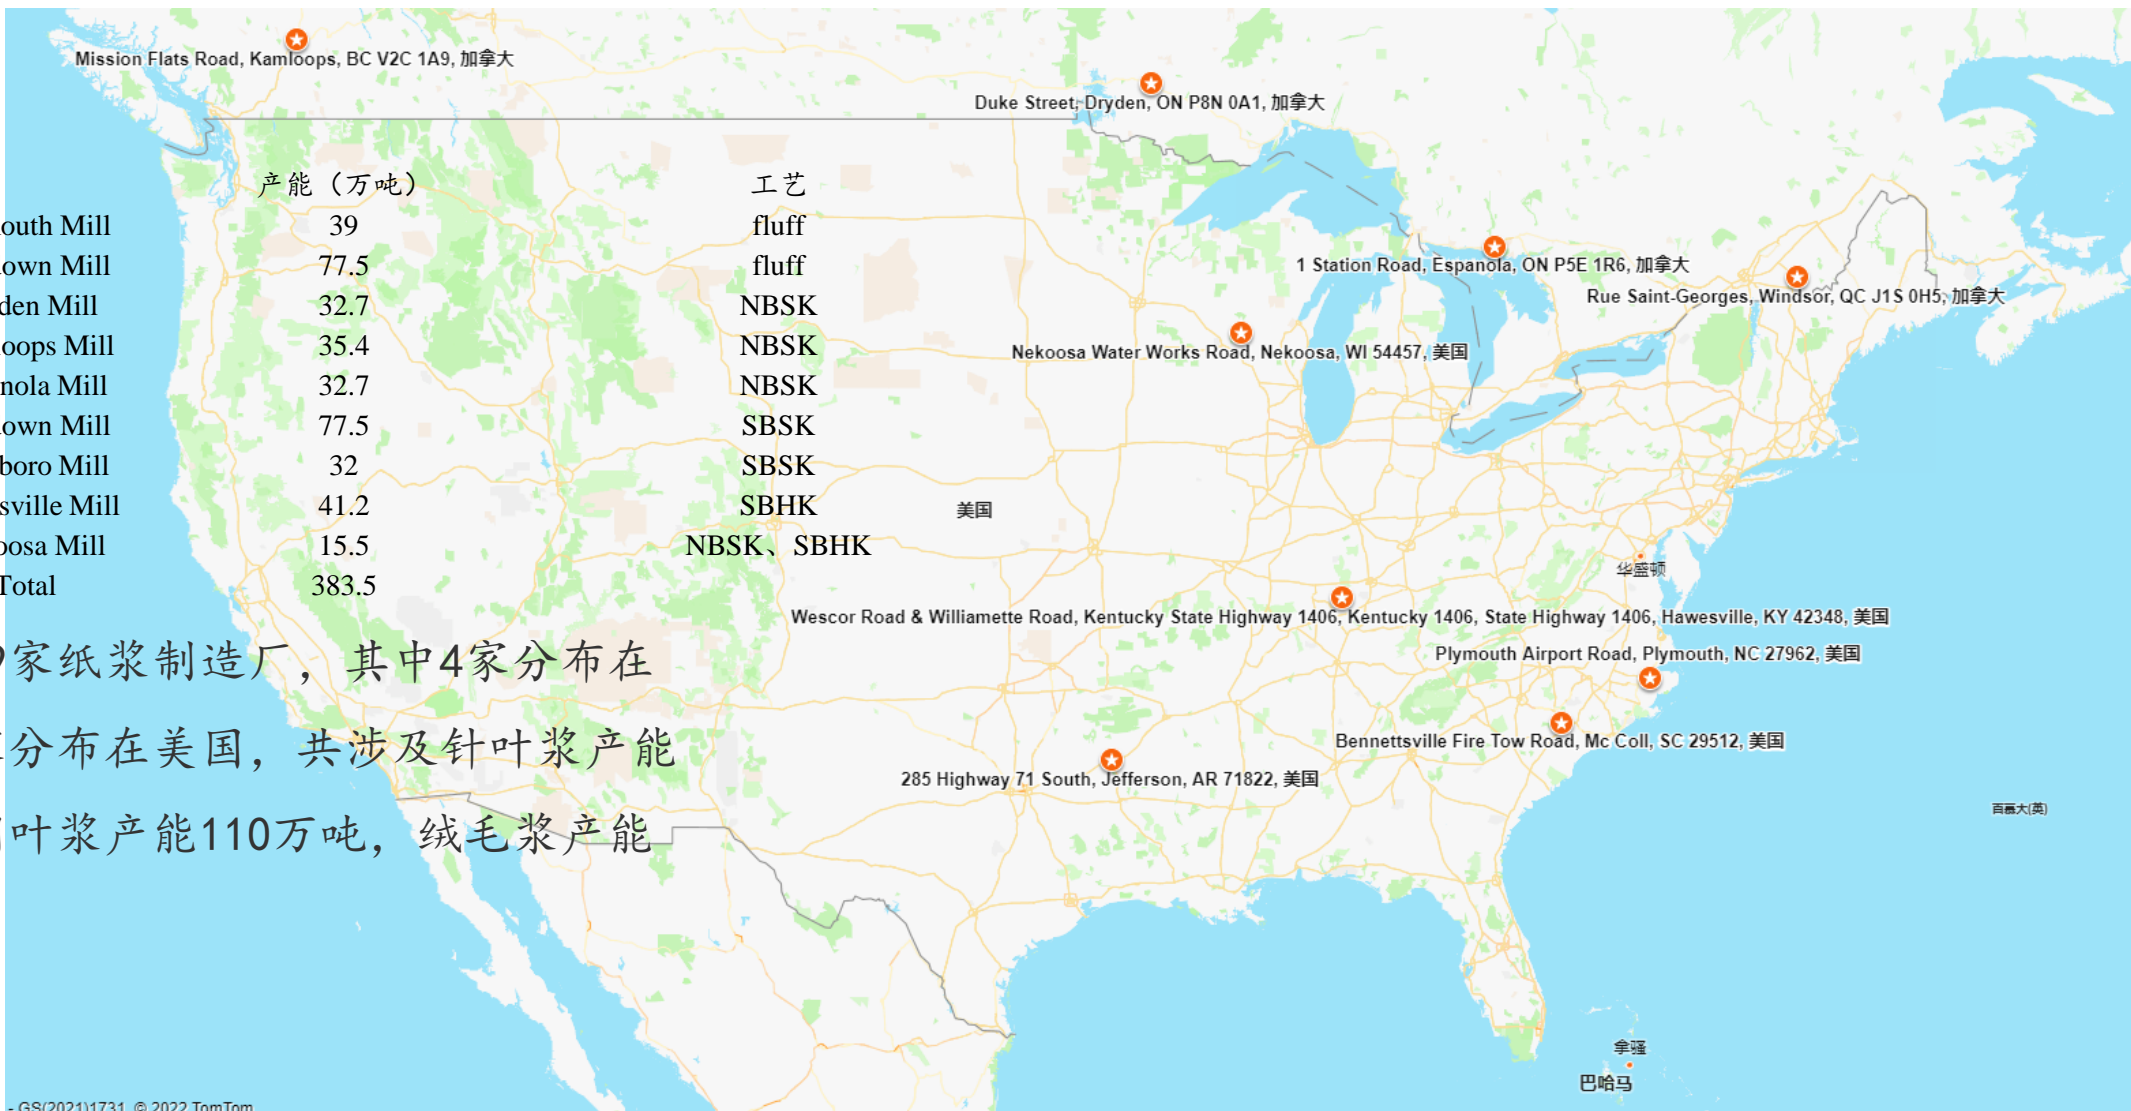 Mission Flats Road, Kamloops, BC V2C 1A9, 加拿大
Duke Street, Dryden, ON P8N 0A1, 加拿大
产能（万吨） 工艺
outh Mill 39 fluff
own Mill 77.5 fluff
den Mill 32.7 NBSK
oops Mill 35.4 NBSK
nola Mill 32.7 NBSK
own Mill 77.5 SBSK
boro Mill 32 SBSK
sville Mill 41.2 SBHK
oosa Mill 15.5 NBSK、SBHK
Total 383.5
1 Station Road, Espanola, ON P5E 1R6, 加拿大
Rue Saint-Georges, Windsor, QC J1S 0H5, 加拿大
Nekoosa Water Works Road, Nekoosa, WI 54457, 美国
美国
华盛顿
Wescor Road & Williamette Road, Kentucky State Highway 1406, Kentucky 1406, State Highway 1406, Hawesville, KY 42348, 美国
Plymouth Airport Road, Plymouth, NC 27962, 美国
Bennettsville Fire Tow Road, Mc Coll, SC 29512, 美国
285 Highway 71 South, Jefferson, AR 71822, 美国
家纸浆制造厂，其中4家分布在
分布在美国，共涉及针叶浆产能
叶浆产能110万吨，绒毛浆产能
百慕大(英)
拿骚
巴哈马
- GS(2021)1731, © 2022 TomTom